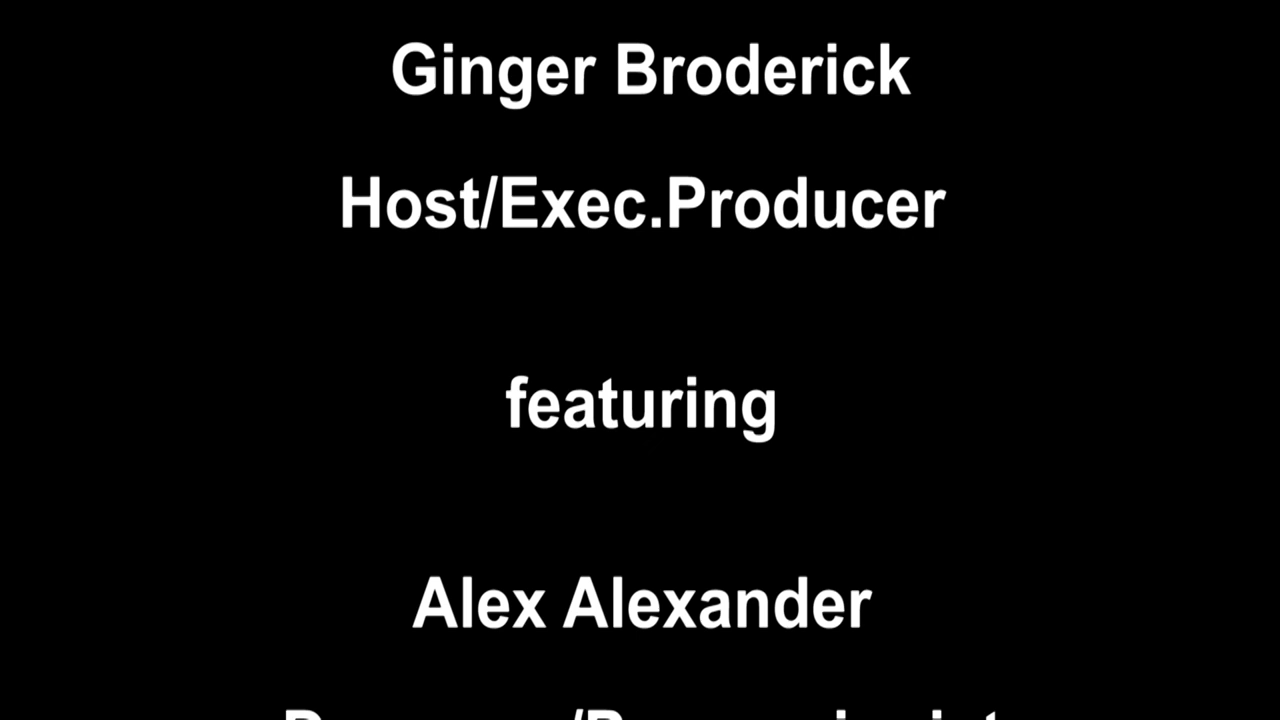 Ginger Broderick
Host/Exec.Producer
featuring
Alex Alexander